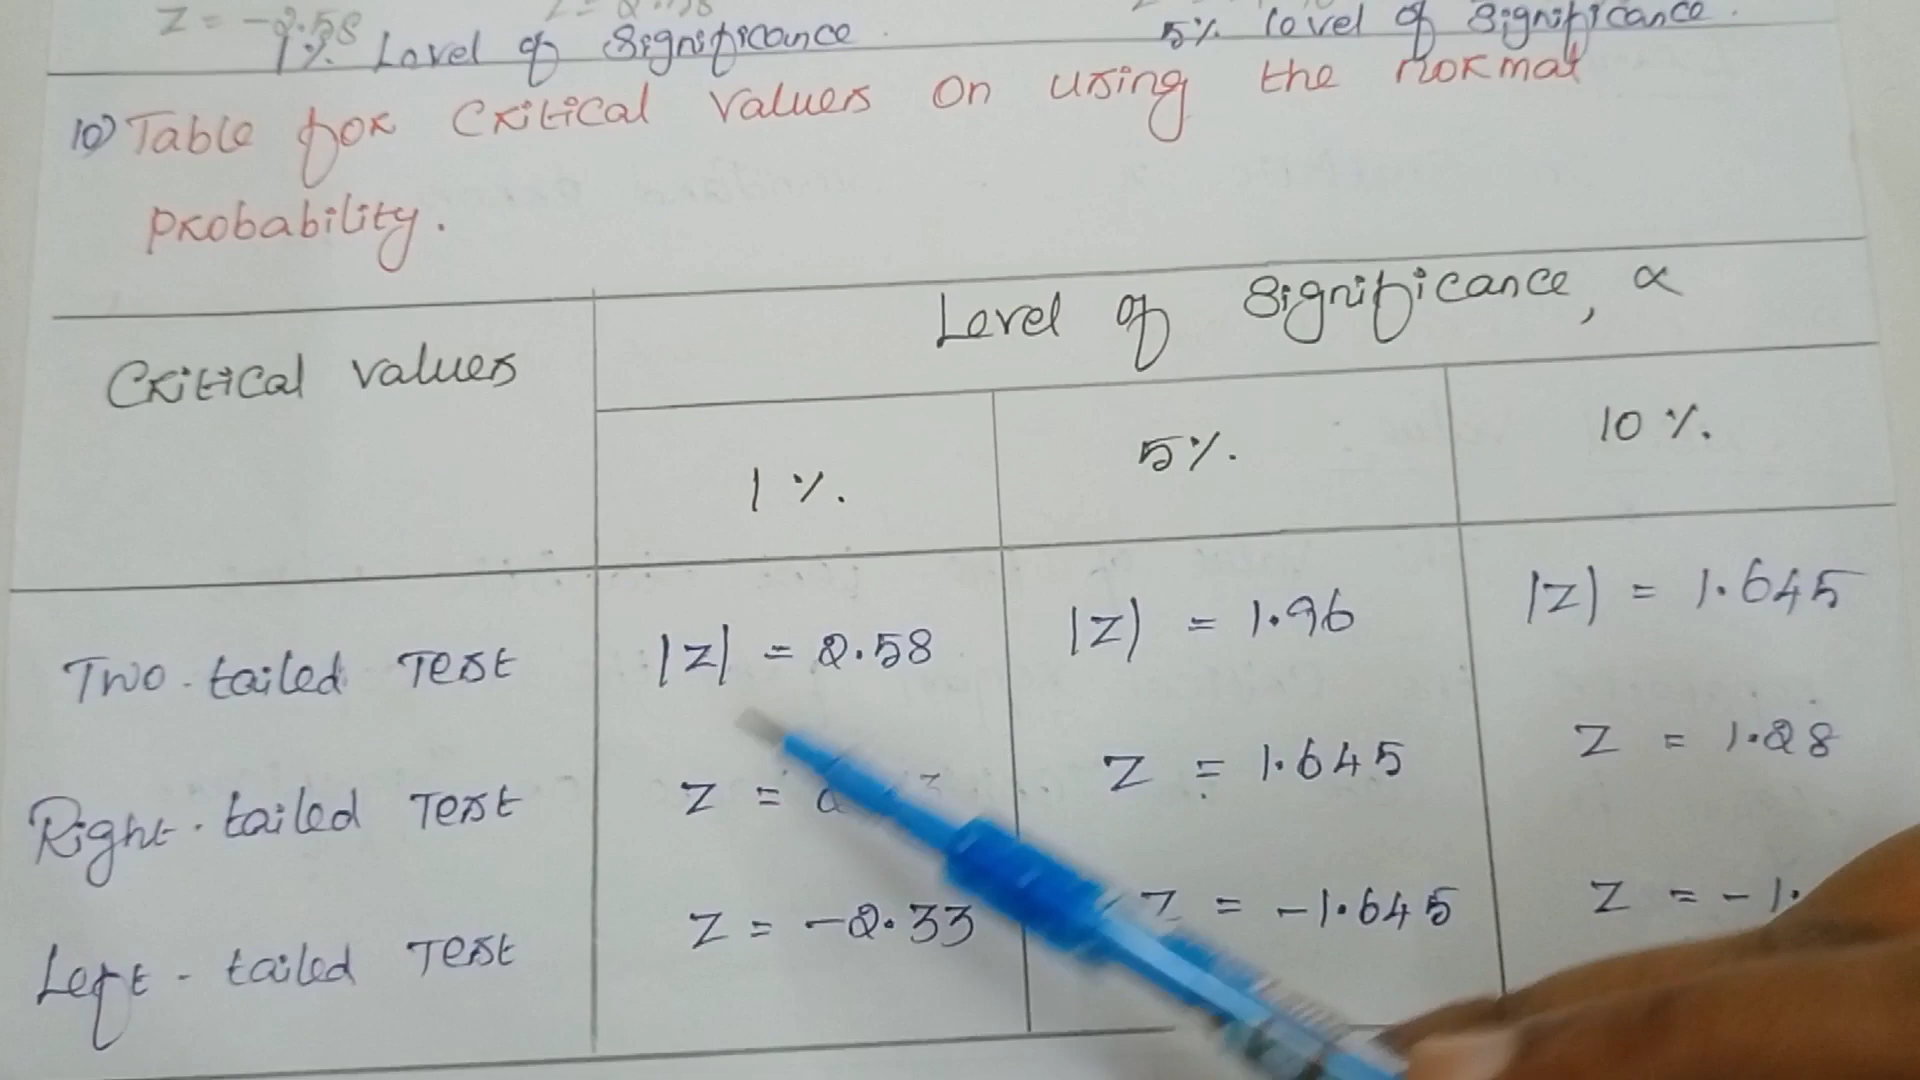 Z = -2.58
1% Level of Significance. 5% level of Significance.
10) Table for Critical Values on using the normal
probability.
Critical values Level of Significance, α
1%. 5%. 10%.
Two-tailed Test |Z| = 2.58 |Z| = 1.96 |Z| = 1.645
Right-tailed Test Z = Z = 1.645 Z = 1.28
Left-tailed Test Z = -2.33 Z = -1.645 Z = -1.